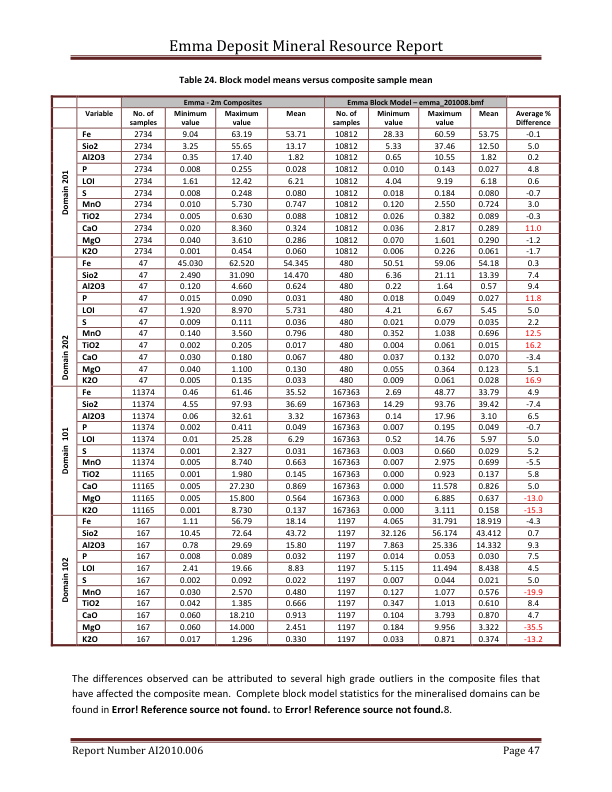 Emma Deposit Mineral Resource Report
Table 24. Block model means versus composite sample mean
Emma - 2m Composites Emma Block Model – emma_201008.bmf
Variable No. of samples Minimum value Maximum value Mean No. of samples Minimum value Maximum value Mean Average % Difference
Domain 201
Fe 2734 9.04 63.19 53.71 10812 28.33 60.59 53.75 -0.1
Sio2 2734 3.25 55.65 13.17 10812 5.33 37.46 12.50 5.0
Al2O3 2734 0.35 17.40 1.82 10812 0.65 10.55 1.82 0.2
P 2734 0.008 0.255 0.028 10812 0.010 0.143 0.027 4.8
LOI 2734 1.61 12.42 6.21 10812 4.04 9.19 6.18 0.6
S 2734 0.008 0.248 0.080 10812 0.018 0.184 0.080 -0.7
MnO 2734 0.010 5.730 0.747 10812 0.120 2.550 0.724 3.0
TiO2 2734 0.005 0.630 0.088 10812 0.026 0.382 0.089 -0.3
CaO 2734 0.020 8.360 0.324 10812 0.036 2.817 0.289 11.0
MgO 2734 0.040 3.610 0.286 10812 0.070 1.601 0.290 -1.2
K2O 2734 0.001 0.454 0.060 10812 0.006 0.226 0.061 -1.7
Domain 202
Fe 47 45.030 62.520 54.345 480 50.51 59.06 54.18 0.3
Sio2 47 2.490 31.090 14.470 480 6.36 21.11 13.39 7.4
Al2O3 47 0.120 4.660 0.624 480 0.22 1.64 0.57 9.4
P 47 0.015 0.090 0.031 480 0.018 0.049 0.027 11.8
LOI 47 1.920 8.970 5.731 480 4.21 6.67 5.45 5.0
S 47 0.009 0.111 0.036 480 0.021 0.079 0.035 2.2
MnO 47 0.140 3.560 0.796 480 0.352 1.038 0.696 12.5
TiO2 47 0.002 0.205 0.017 480 0.004 0.061 0.015 16.2
CaO 47 0.030 0.180 0.067 480 0.037 0.132 0.070 -3.4
MgO 47 0.040 1.100 0.130 480 0.055 0.364 0.123 5.1
K2O 47 0.005 0.135 0.033 480 0.009 0.061 0.028 16.9
Domain 101
Fe 11374 0.46 61.46 35.52 167363 2.69 48.77 33.79 4.9
Sio2 11374 4.55 97.93 36.69 167363 14.29 93.76 39.42 -7.4
Al2O3 11374 0.06 32.61 3.32 167363 0.14 17.96 3.10 6.5
P 11374 0.002 0.411 0.049 167363 0.007 0.195 0.049 -0.7
LOI 11374 0.01 25.28 6.29 167363 0.52 14.76 5.97 5.0
S 11374 0.001 2.327 0.031 167363 0.003 0.660 0.029 5.2
MnO 11374 0.005 8.740 0.663 167363 0.007 2.975 0.699 -5.5
TiO2 11165 0.001 1.980 0.145 167363 0.000 0.923 0.137 5.8
CaO 11165 0.005 27.230 0.869 167363 0.000 11.578 0.826 5.0
MgO 11165 0.005 15.800 0.564 167363 0.000 6.885 0.637 -13.0
K2O 11165 0.001 8.730 0.137 167363 0.000 3.111 0.158 -15.3
Domain 102
Fe 167 1.11 56.79 18.14 1197 4.065 31.791 18.919 -4.3
Sio2 167 10.45 72.64 43.72 1197 32.126 56.174 43.412 0.7
Al2O3 167 0.78 29.69 15.80 1197 7.863 25.336 14.332 9.3
P 167 0.008 0.089 0.032 1197 0.014 0.053 0.030 7.5
LOI 167 2.41 19.66 8.83 1197 5.115 11.494 8.438 4.5
S 167 0.002 0.092 0.022 1197 0.007 0.044 0.021 5.0
MnO 167 0.030 2.570 0.480 1197 0.127 1.077 0.576 -19.9
TiO2 167 0.042 1.385 0.666 1197 0.347 1.013 0.610 8.4
CaO 167 0.060 18.210 0.913 1197 0.104 3.793 0.870 4.7
MgO 167 0.060 14.000 2.451 1197 0.184 9.956 3.322 -35.5
K2O 167 0.017 1.296 0.330 1197 0.033 0.871 0.374 -13.2
The differences observed can be attributed to several high grade outliers in the composite files that
have affected the composite mean. Complete block model statistics for the mineralised domains can be
found in Error! Reference source not found. to Error! Reference source not found.8.
Report Number AI2010.006 Page 47